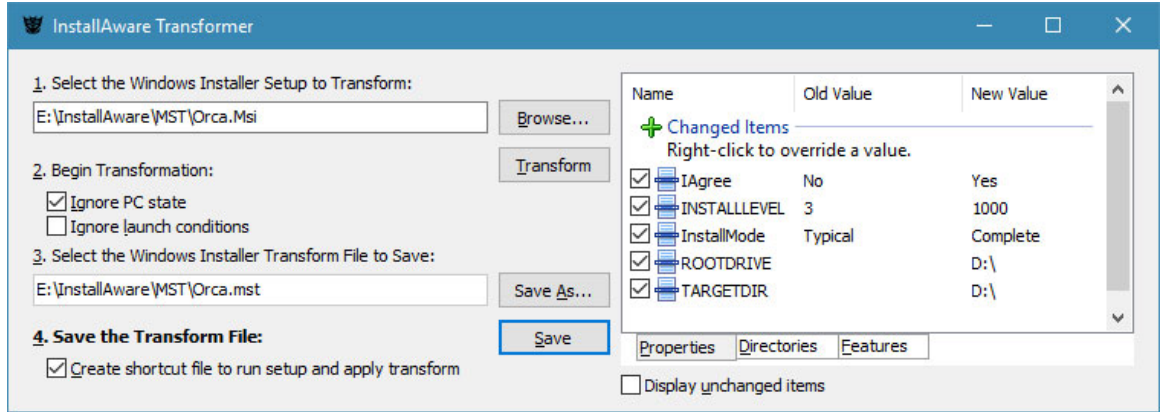 InstallAware Transformer
1. Select the Windows Installer Setup to Transform:
E:\InstallAware\MST\Orca.Msi
Browse...
Transform
2. Begin Transformation:
Ignore PC state
Ignore launch conditions
3. Select the Windows Installer Transform File to Save:
E:\InstallAware\MST\Orca.mst
Save As...
4. Save the Transform File:
Save
Create shortcut file to run setup and apply transform
Name Old Value New Value
Changed Items
Right-click to override a value.
IAgree No Yes
INSTALLLEVEL 3 1000
InstallMode Typical Complete
ROOTDRIVE D:\
TARGETDIR D:\
Properties Directories Features
Display unchanged items